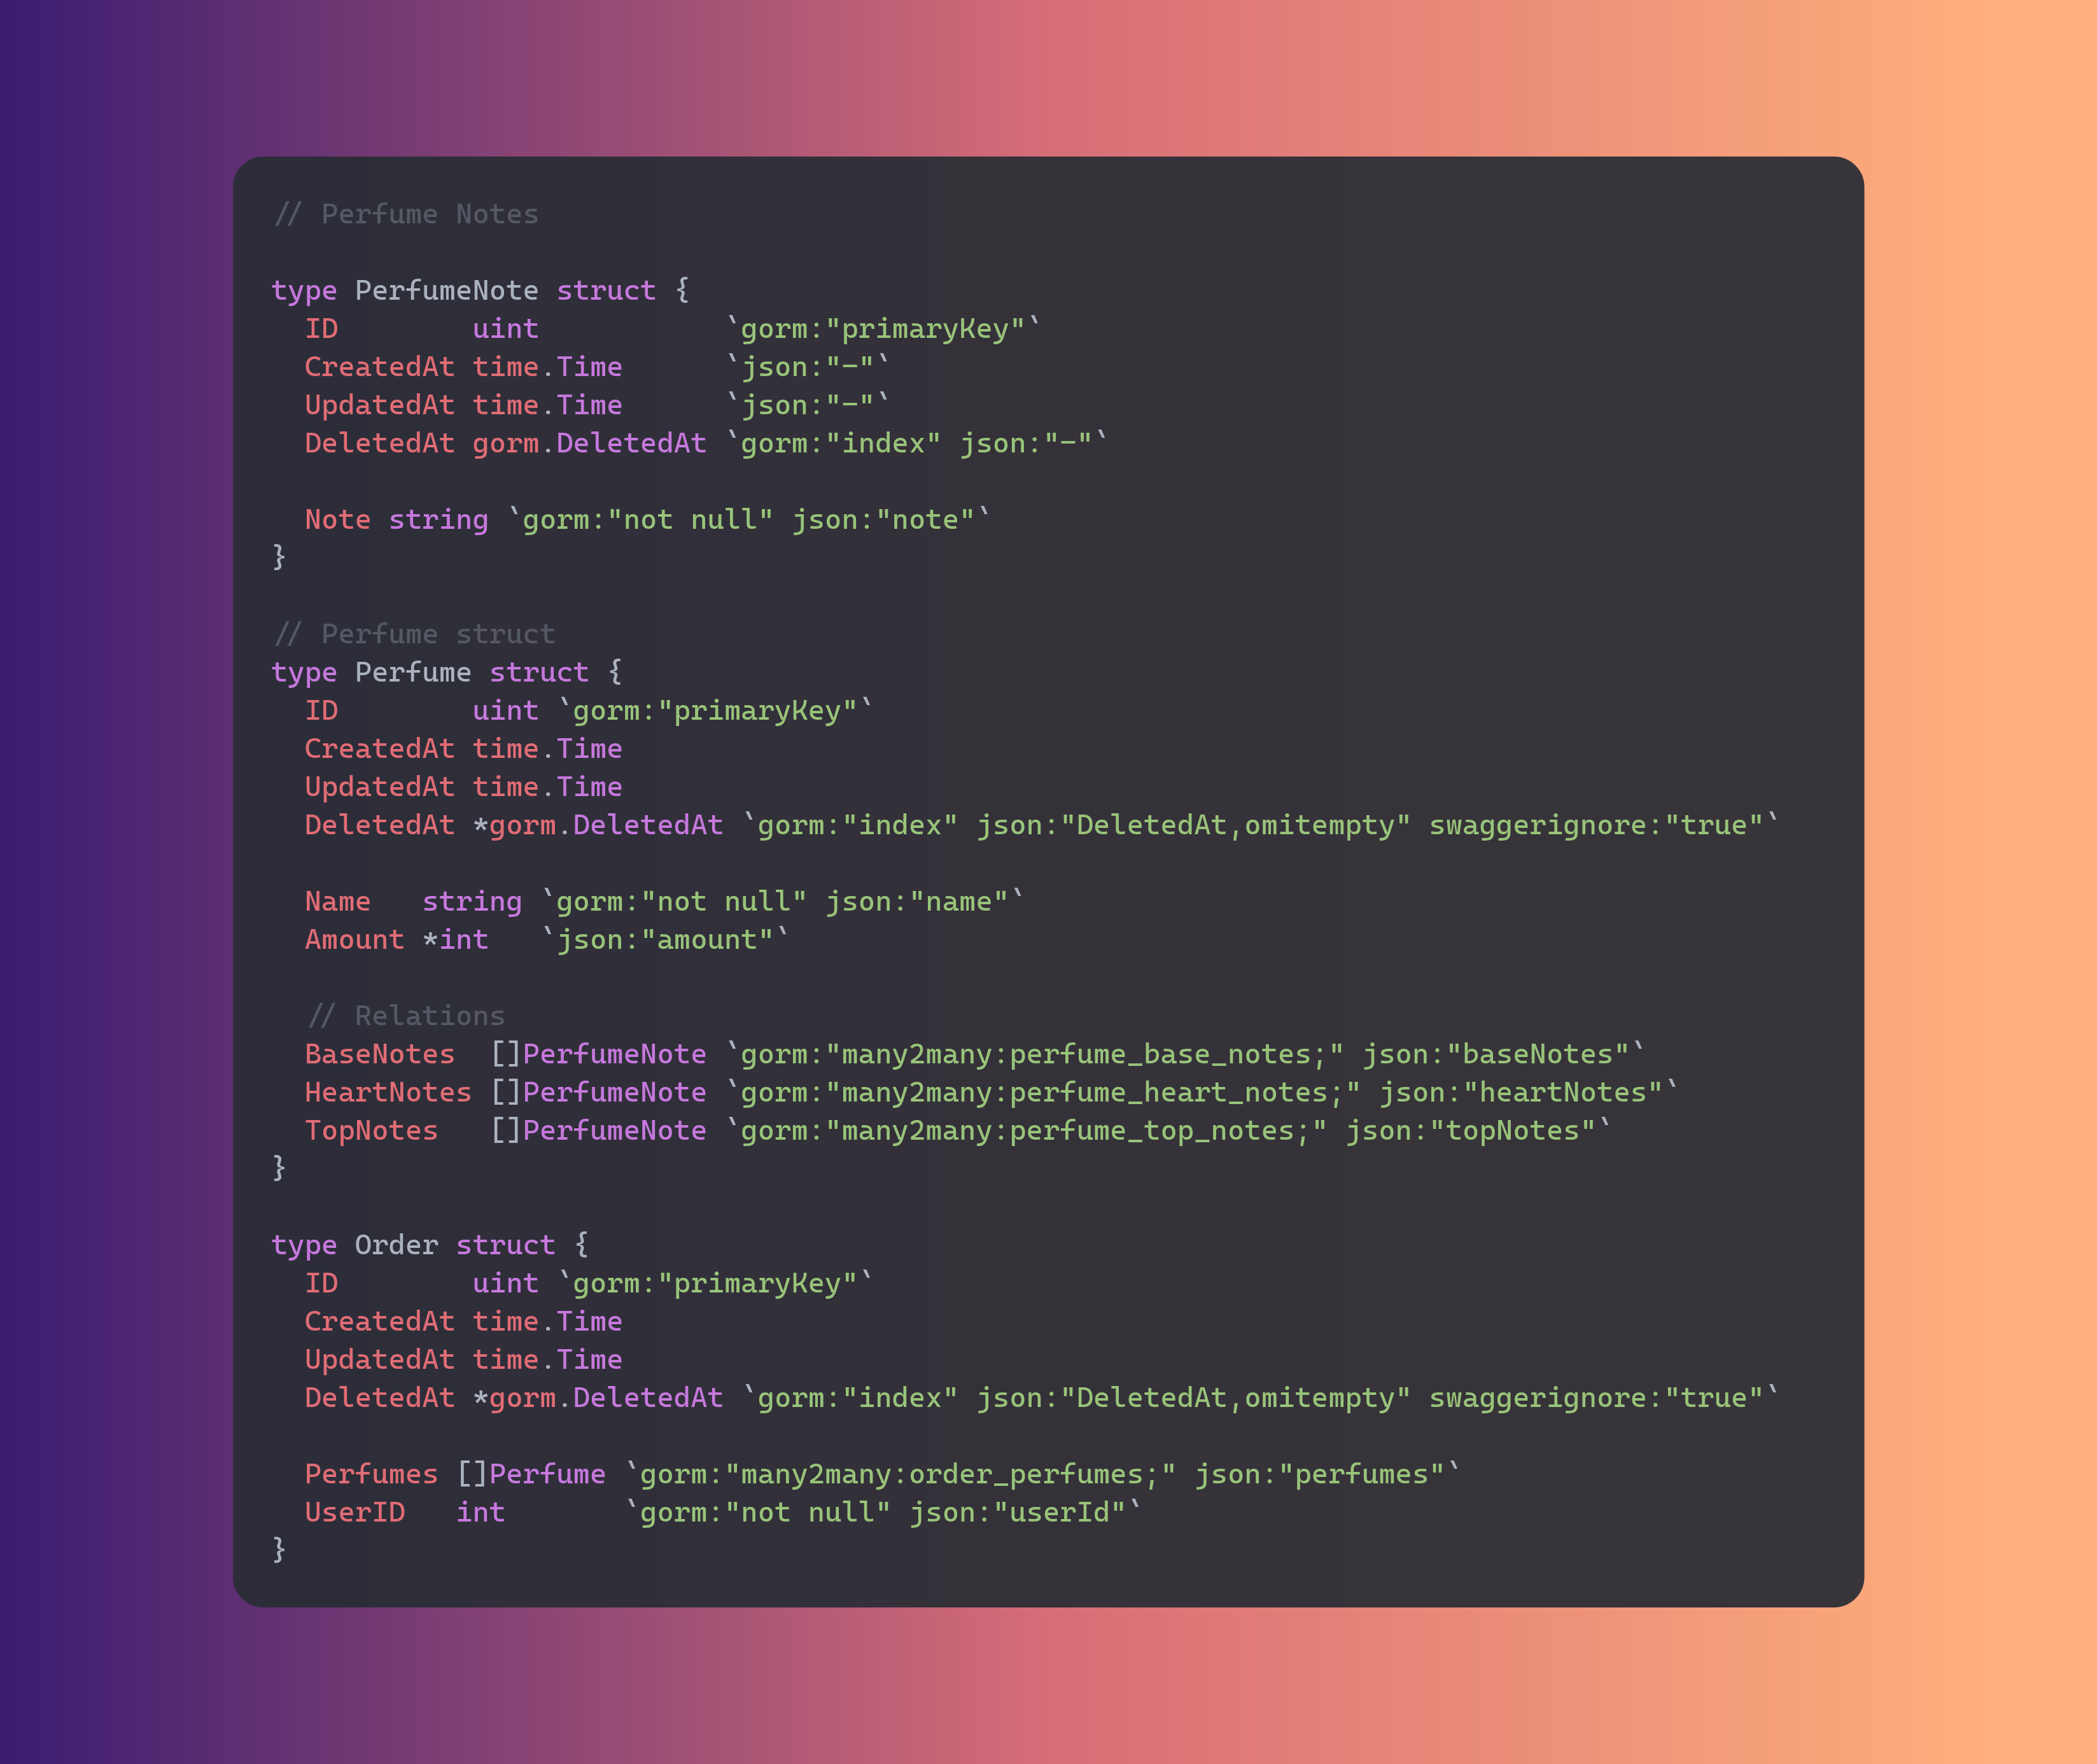 // Perfume Notes
type PerfumeNote struct {
  ID        uint           `gorm:"primaryKey"`
  CreatedAt time.Time      `json:"-"`
  UpdatedAt time.Time      `json:"-"`
  DeletedAt gorm.DeletedAt `gorm:"index" json:"-"`
  Note string `gorm:"not null" json:"note"`
}
// Perfume struct
type Perfume struct {
  ID        uint `gorm:"primaryKey"`
  CreatedAt time.Time
  UpdatedAt time.Time
  DeletedAt *gorm.DeletedAt `gorm:"index" json:"DeletedAt,omitempty" swaggerignore:"true"`
  Name   string `gorm:"not null" json:"name"`
  Amount *int   `json:"amount"`
  // Relations
  BaseNotes  []PerfumeNote `gorm:"many2many:perfume_base_notes;" json:"baseNotes"`
  HeartNotes []PerfumeNote `gorm:"many2many:perfume_heart_notes;" json:"heartNotes"`
  TopNotes   []PerfumeNote `gorm:"many2many:perfume_top_notes;" json:"topNotes"`
}
type Order struct {
  ID        uint `gorm:"primaryKey"`
  CreatedAt time.Time
  UpdatedAt time.Time
  DeletedAt *gorm.DeletedAt `gorm:"index" json:"DeletedAt,omitempty" swaggerignore:"true"`
  Perfumes []Perfume `gorm:"many2many:order_perfumes;" json:"perfumes"`
  UserID   int       `gorm:"not null" json:"userId"`
}